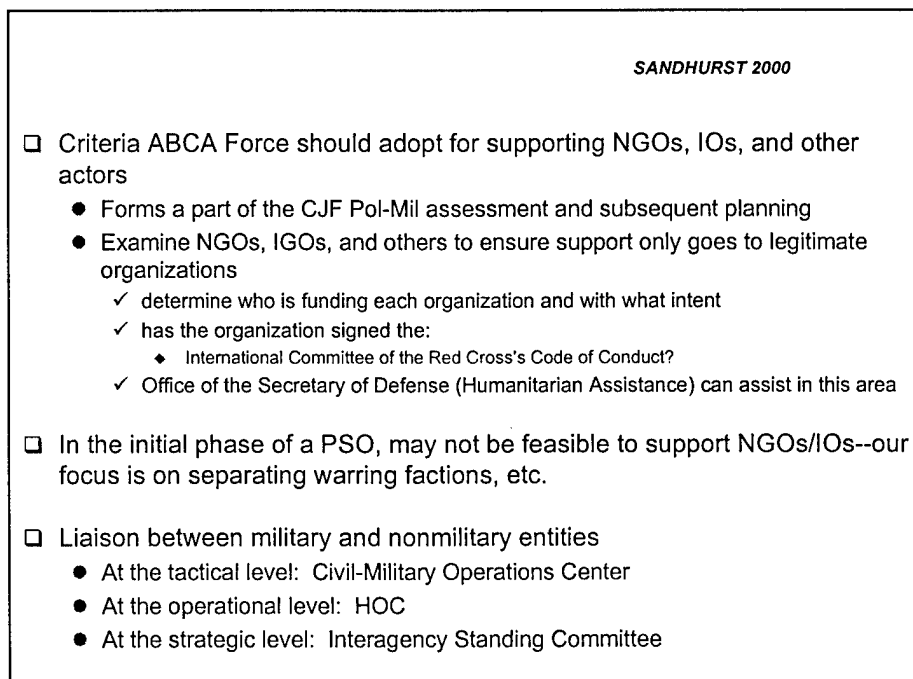 SANDHURST 2000
❑ Criteria ABCA Force should adopt for supporting NGOs, IOs, and other
actors
● Forms a part of the CJF Pol-Mil assessment and subsequent planning
● Examine NGOs, IGOs, and others to ensure support only goes to legitimate
organizations
✓ determine who is funding each organization and with what intent
✓ has the organization signed the:
◆ International Committee of the Red Cross's Code of Conduct?
✓ Office of the Secretary of Defense (Humanitarian Assistance) can assist in this area
❑ In the initial phase of a PSO, may not be feasible to support NGOs/IOs--our
focus is on separating warring factions, etc.
❑ Liaison between military and nonmilitary entities
● At the tactical level: Civil-Military Operations Center
● At the operational level: HOC
● At the strategic level: Interagency Standing Committee